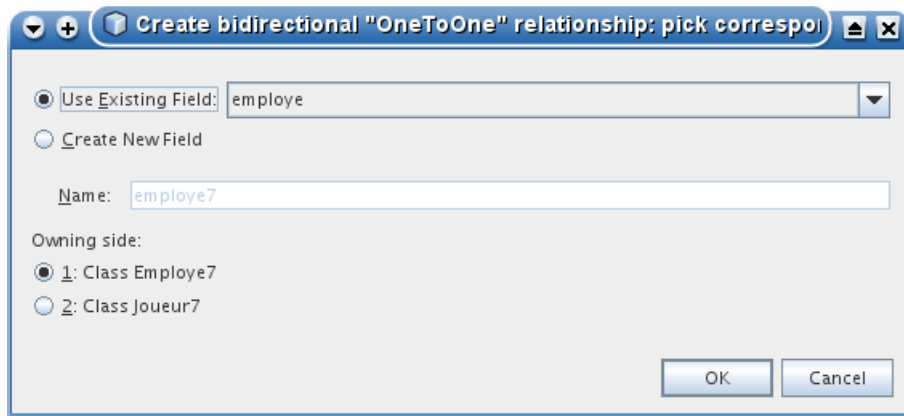 Create bidirectional "OneToOne" relationship: pick correspo
Use Existing Field: employe
Create New Field
Name: employe7
Owning side:
1: Class Employe7
2: Class Joueur7
OK Cancel